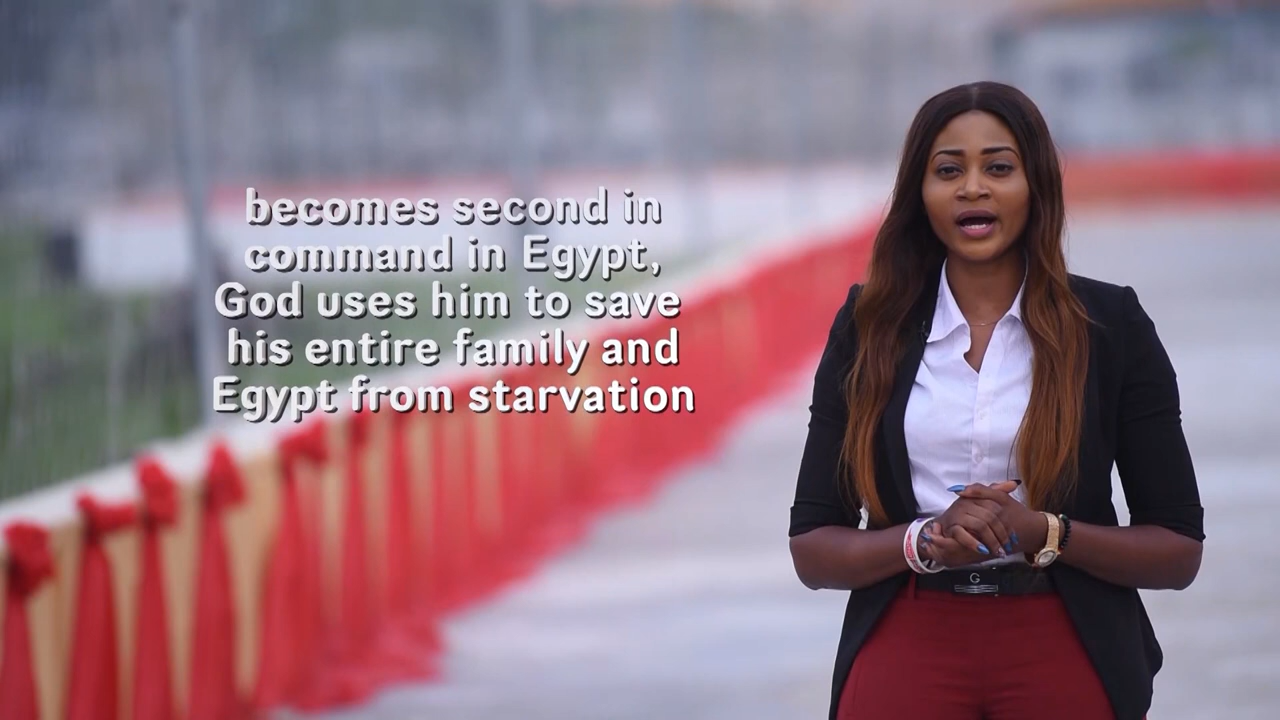 becomes second in
command in Egypt,
God uses him to save
his entire family and
Egypt from starvation
G